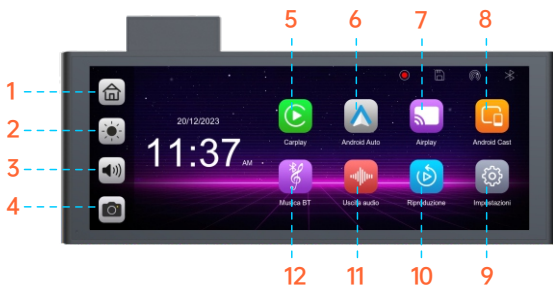 5 6 7 8
1
2
3
4
20/12/2023
11:37 AM
Carplay Android Auto Airplay Android Cast
Musica BT Uscita audio Riproduzione Impostazioni
12 11 10 9